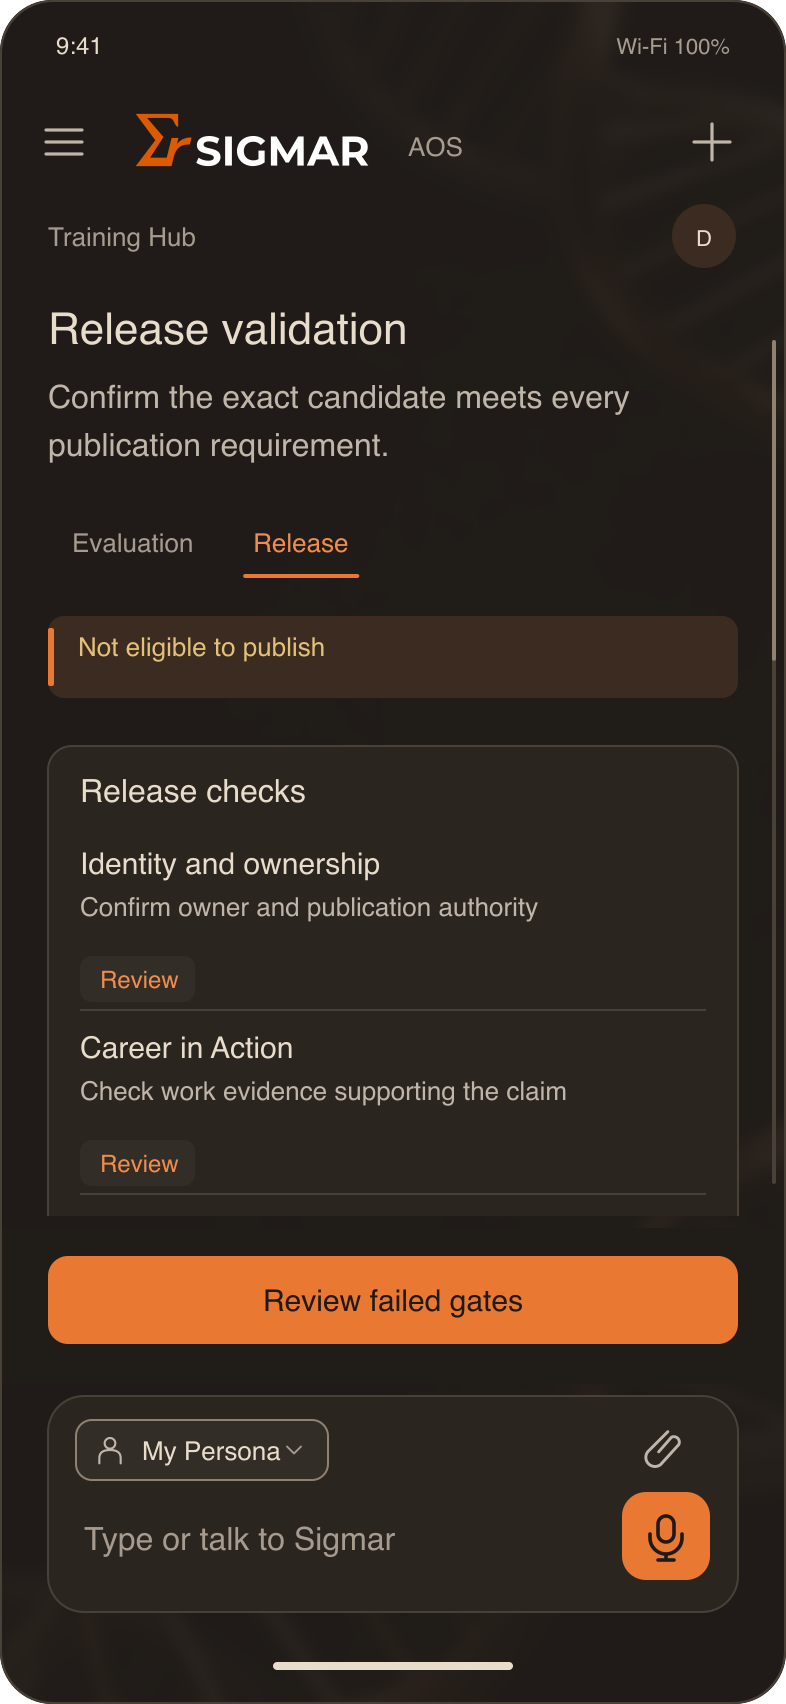 9:41
Wi-Fi 100%
Σr SIGMAR AOS
Training Hub
D
Release validation
Confirm the exact candidate meets every
publication requirement.
Evaluation
Release
Not eligible to publish
Release checks
Identity and ownership
Confirm owner and publication authority
Review
Career in Action
Check work evidence supporting the claim
Review
Review failed gates
My Persona
Type or talk to Sigmar